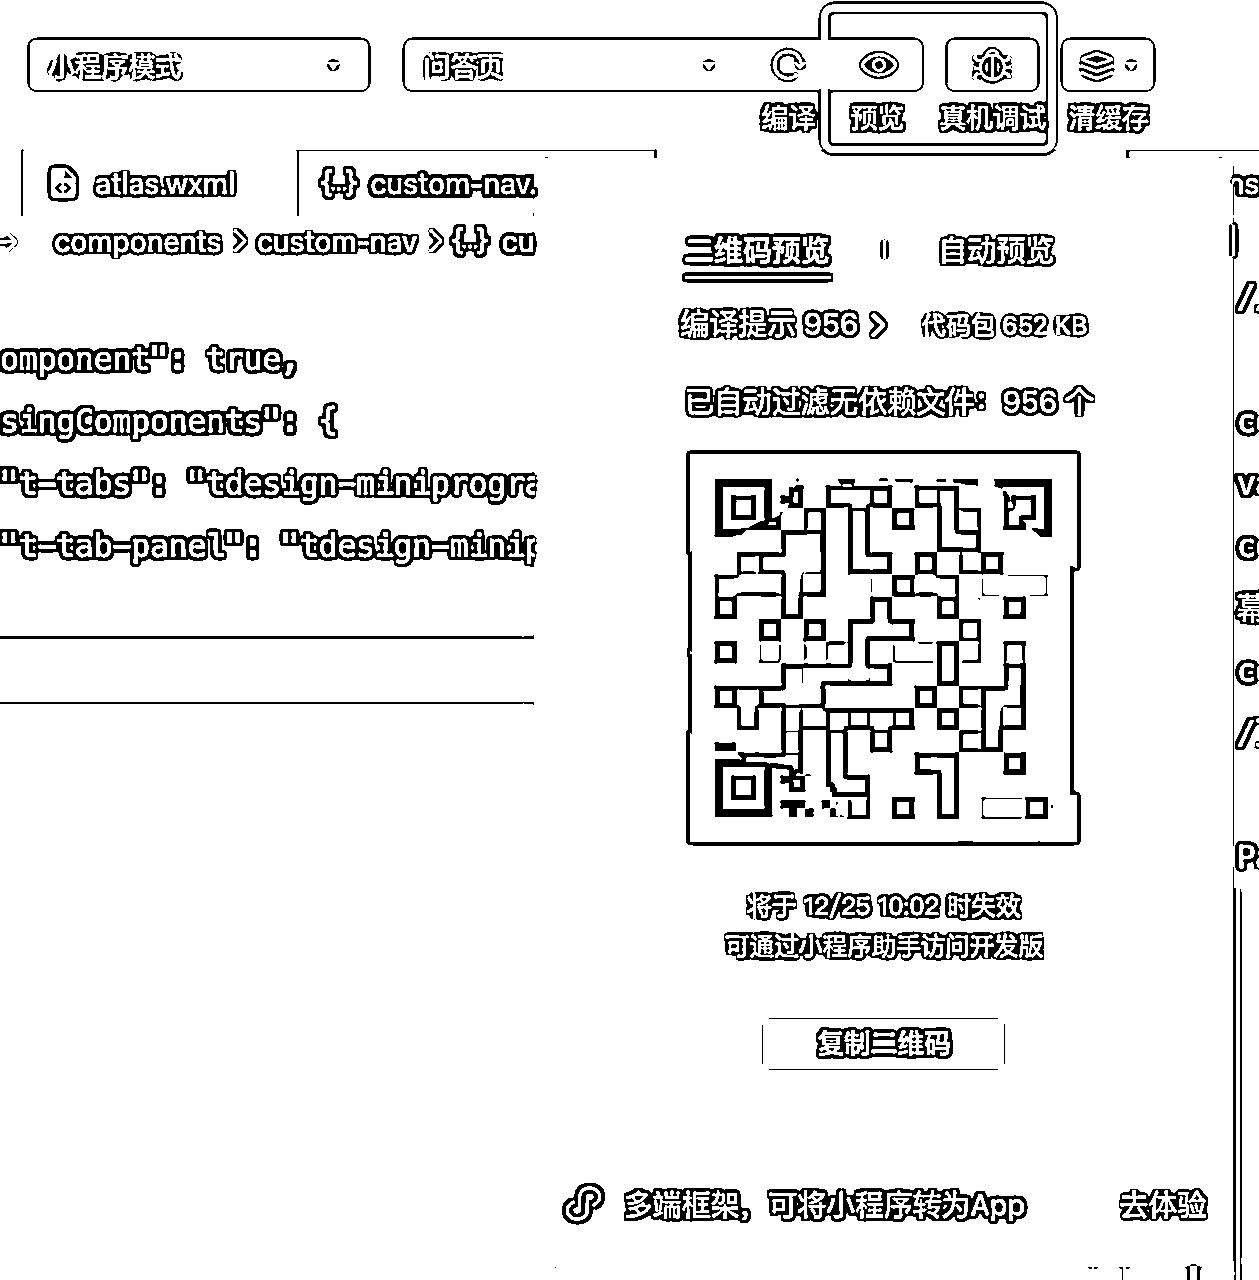 小程序模式
问答页
编译 预览 真机调试 清缓存
atlas.wxml {..} custom-nav.
components > custom-nav > {..} cu
二维码预览 自动预览
编译提示 956 > 代码包 652 KB
omponent": true,
已自动过滤无依赖文件：956 个
singComponents": {
"t-tabs": "tdesign-miniprogra
"t-tab-panel": "tdesign-minip
将于 12/25 10:02 时失效
可通过小程序助手访问开发版
复制二维码
多端框架，可将小程序转为App 去体验